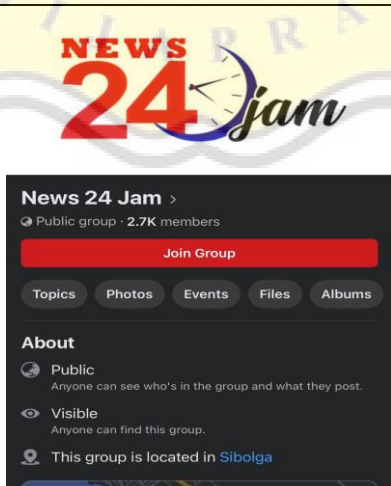 NEWS
24 jam
News 24 Jam >
Public group · 2.7K members
Join Group
Topics Photos Events Files Albums
About
Public
Anyone can see who's in the group and what they post.
Visible
Anyone can find this group.
This group is located in Sibolga